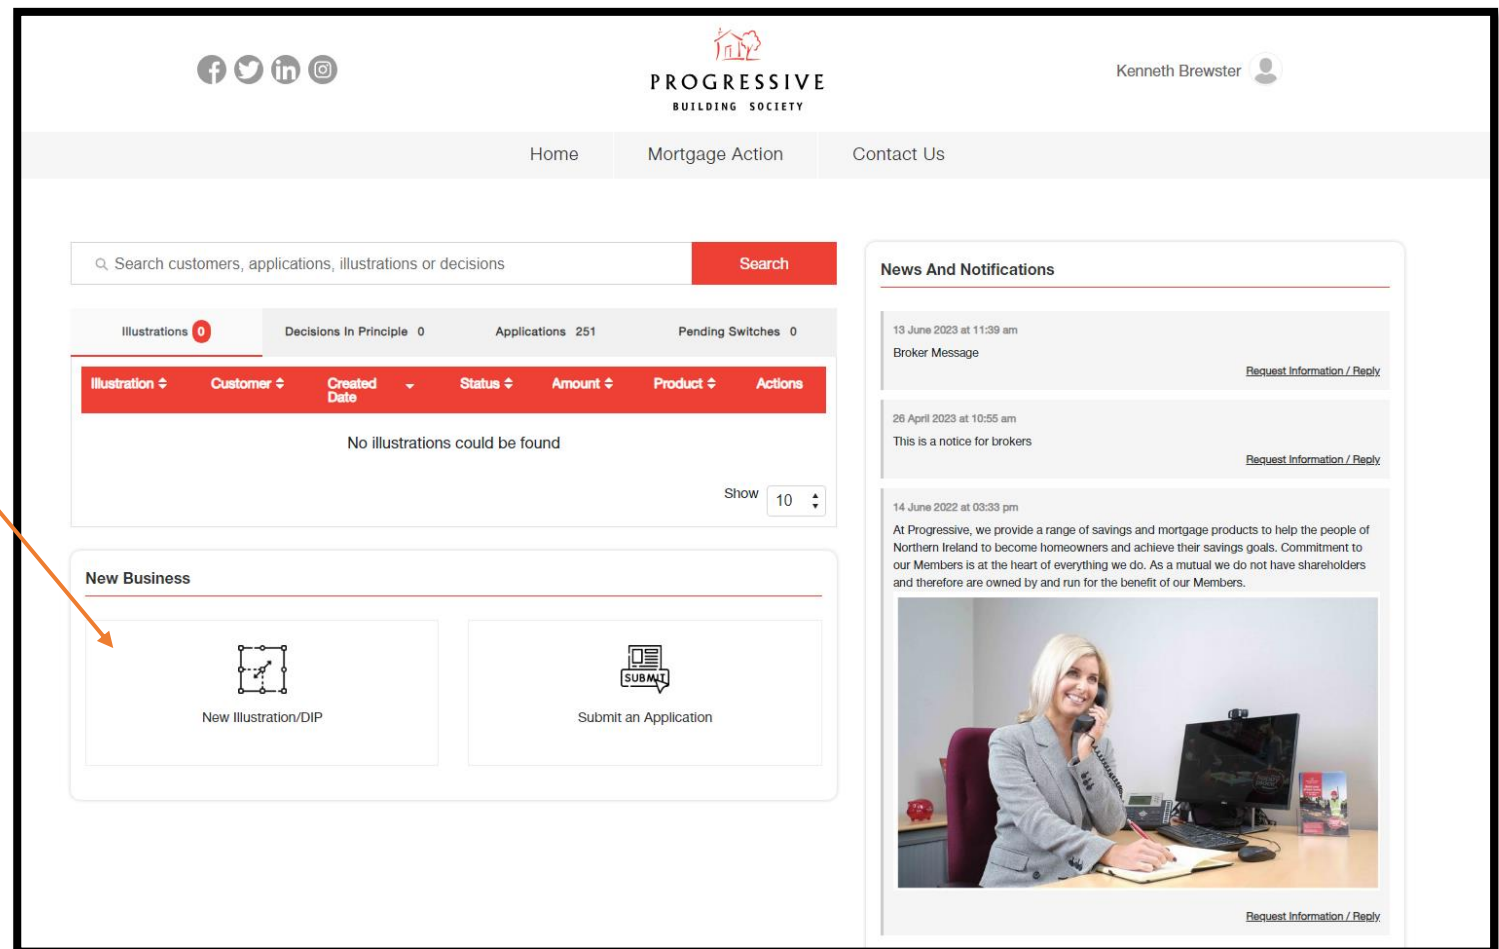 PROGRESSIVE
BUILDING SOCIETY
Kenneth Brewster
Home Mortgage Action Contact Us
Search customers, applications, illustrations or decisions Search
Illustrations 0 Decisions In Principle 0 Applications 251 Pending Switches 0
Illustration Customer Created Date Status Amount Product Actions
No illustrations could be found
Show 10
New Business
New Illustration/DIP
SUBMIT
Submit an Application
News And Notifications
13 June 2023 at 11:39 am
Broker Message
Request Information / Reply
26 April 2023 at 10:55 am
This is a notice for brokers
Request Information / Reply
14 June 2022 at 03:33 pm
At Progressive, we provide a range of savings and mortgage products to help the people of
Northern Ireland to become homeowners and achieve their savings goals. Commitment to
our Members is at the heart of everything we do. As a mutual we do not have shareholders
and therefore are owned by and run for the benefit of our Members.
Request Information / Reply